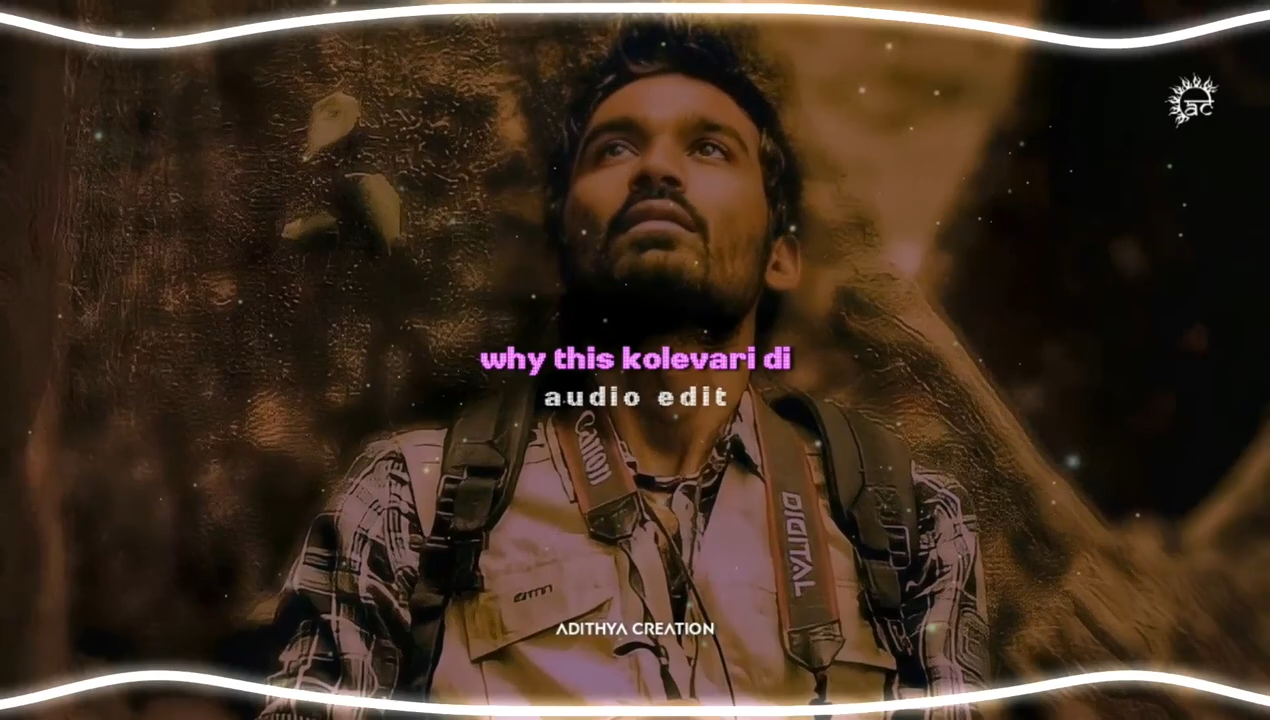 why this kolevari di
audio edit
Canon
DIGITAL
ADITHYA CREATION